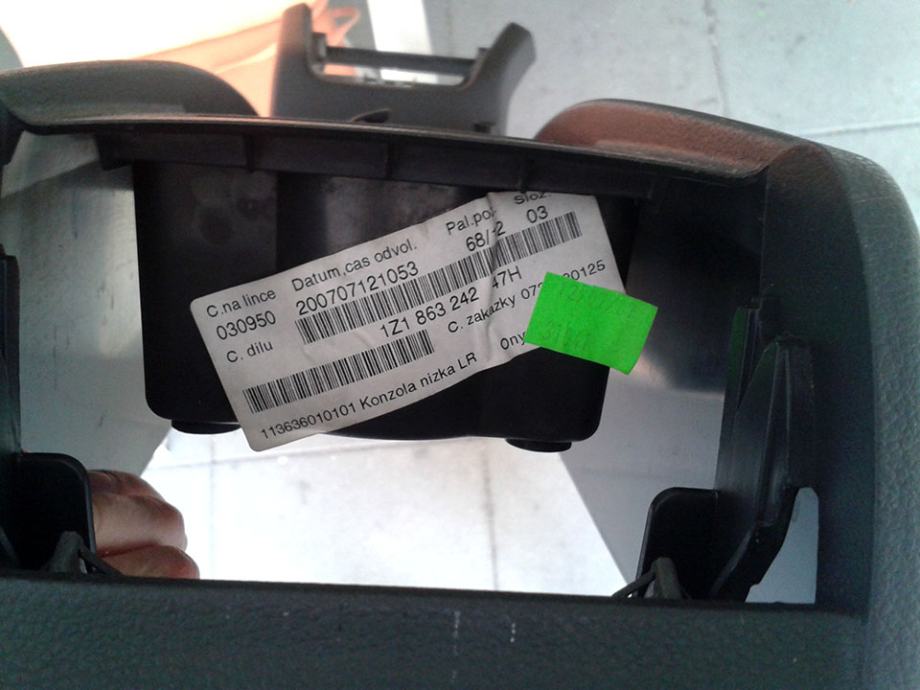 C.na lince Datum,cas odvol. Pal.poz
030950 200707121053 68/-2 03
C. dilu 1Z1 863 242 47H
C. zakazky
113636010101 Konzola nizka LR